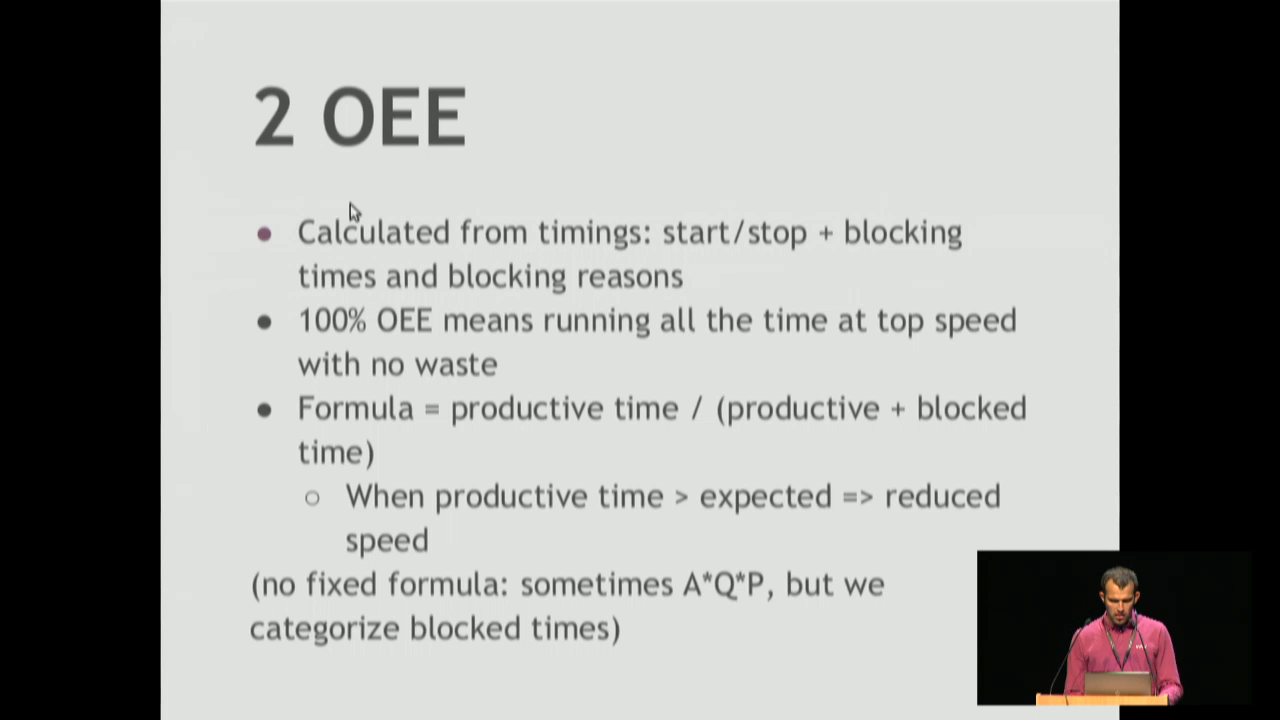 2 OEE
● Calculated from timings: start/stop + blocking
times and blocking reasons
● 100% OEE means running all the time at top speed
with no waste
● Formula = productive time / (productive + blocked
time)
○ When productive time > expected => reduced
speed
(no fixed formula: sometimes A*Q*P, but we
categorize blocked times)